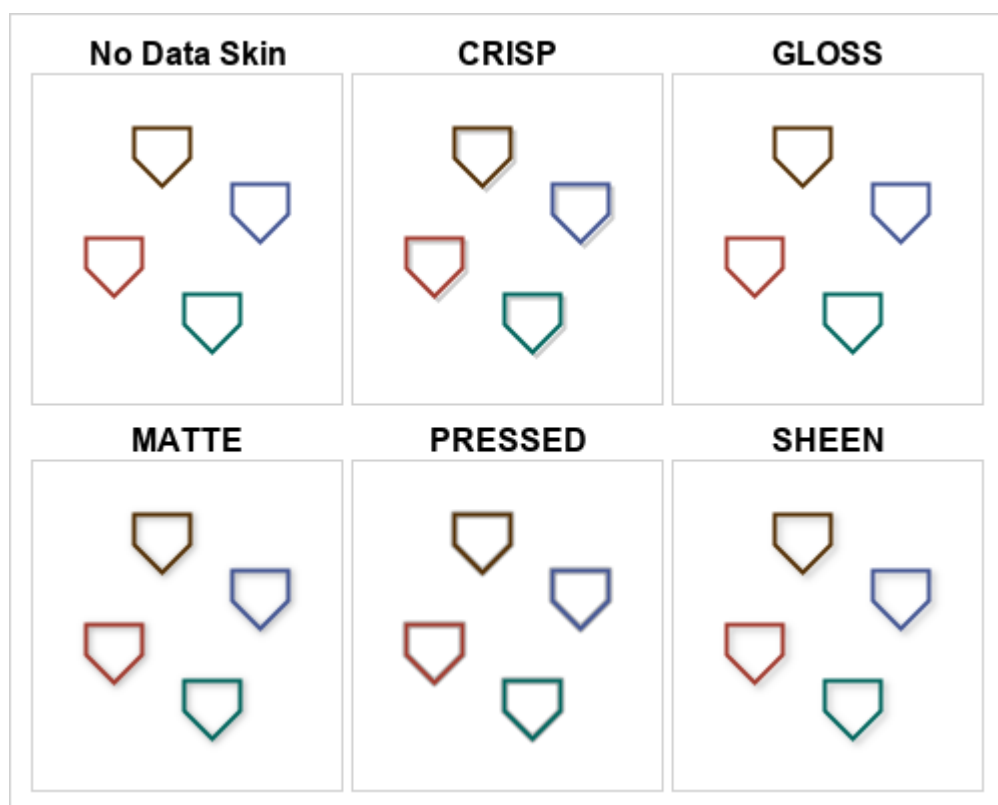 No Data Skin
CRISP
GLOSS
MATTE
PRESSED
SHEEN